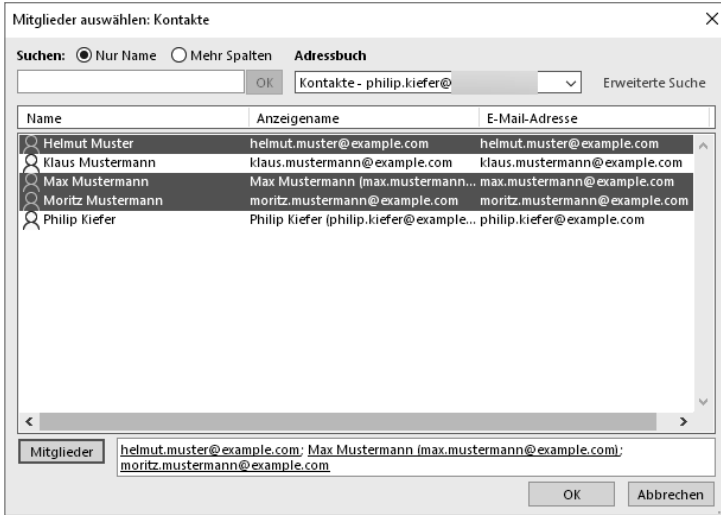 Mitglieder auswählen: Kontakte
Suchen: Nur Name Mehr Spalten Adressbuch
OK Kontakte - philip.kiefer@ Erweiterte Suche
Name Anzeigename E-Mail-Adresse
Helmut Muster helmut.muster@example.com helmut.muster@example.com
Klaus Mustermann klaus.mustermann@example.com klaus.mustermann@example.com
Max Mustermann Max Mustermann (max.mustermann... max.mustermann@example.com
Moritz Mustermann moritz.mustermann@example.com moritz.mustermann@example.com
Philip Kiefer Philip Kiefer (philip.kiefer@example... philip.kiefer@example.com
Mitglieder helmut.muster@example.com; Max Mustermann (max.mustermann@example.com);
moritz.mustermann@example.com
OK Abbrechen